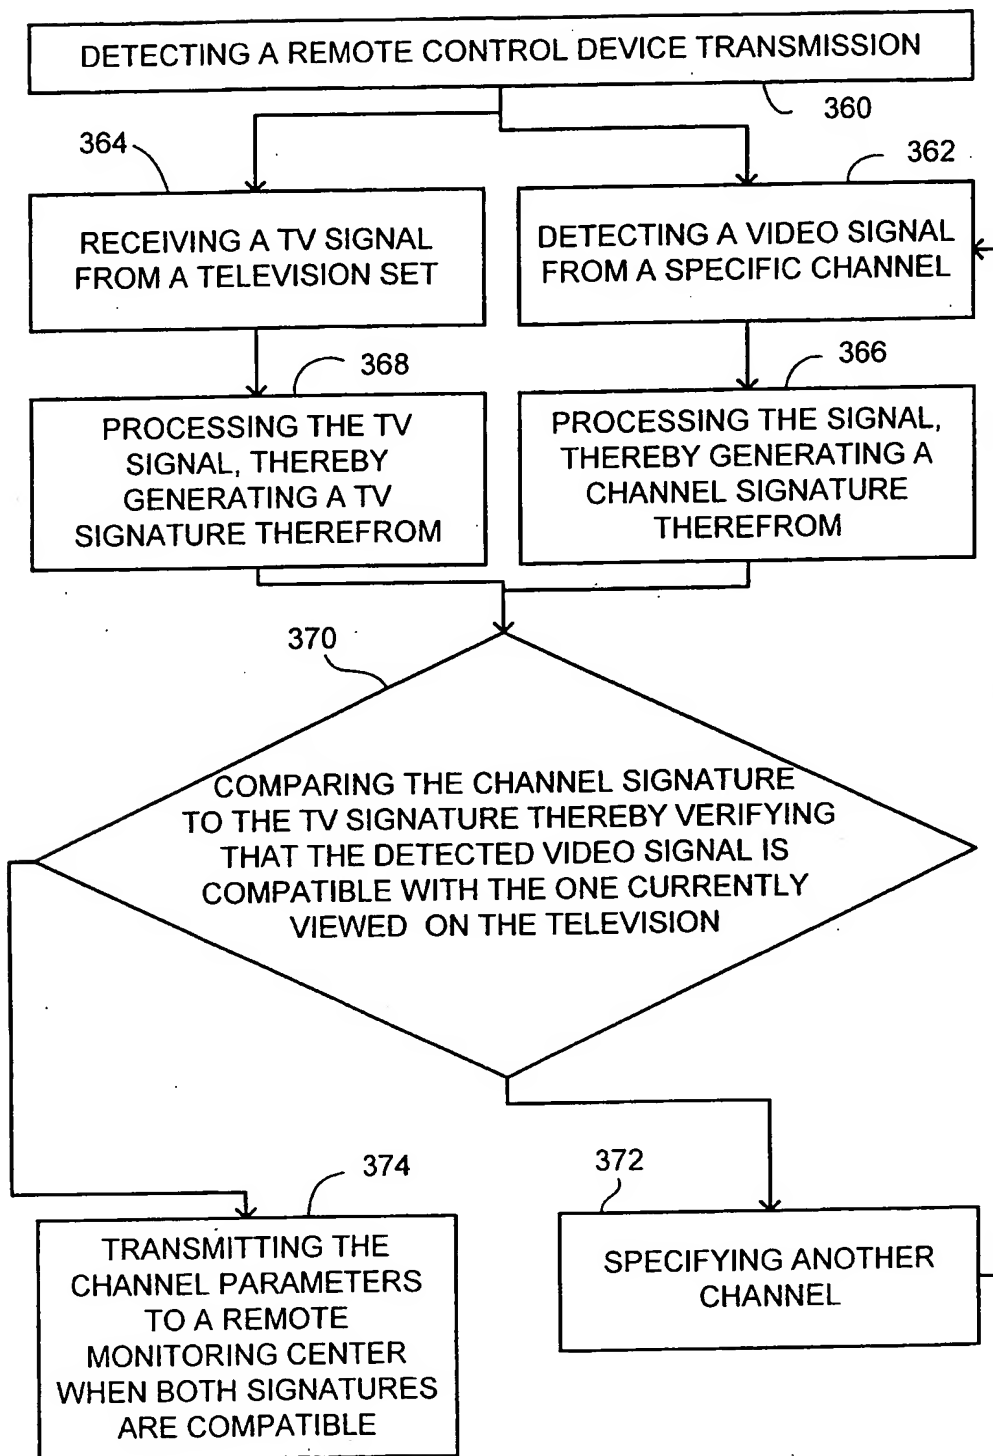 DETECTING A REMOTE CONTROL DEVICE TRANSMISSION
360
364
362
RECEIVING A TV SIGNAL
FROM A TELEVISION SET
DETECTING A VIDEO SIGNAL
FROM A SPECIFIC CHANNEL
368
366
PROCESSING THE TV
SIGNAL, THEREBY
GENERATING A TV
SIGNATURE THEREFROM
PROCESSING THE SIGNAL,
THEREBY GENERATING A
CHANNEL SIGNATURE
THEREFROM
370
COMPARING THE CHANNEL SIGNATURE
TO THE TV SIGNATURE THEREBY VERIFYING
THAT THE DETECTED VIDEO SIGNAL IS
COMPATIBLE WITH THE ONE CURRENTLY
VIEWED ON THE TELEVISION
374
372
TRANSMITTING THE
CHANNEL PARAMETERS
TO A REMOTE
MONITORING CENTER
WHEN BOTH SIGNATURES
ARE COMPATIBLE
SPECIFYING ANOTHER
CHANNEL